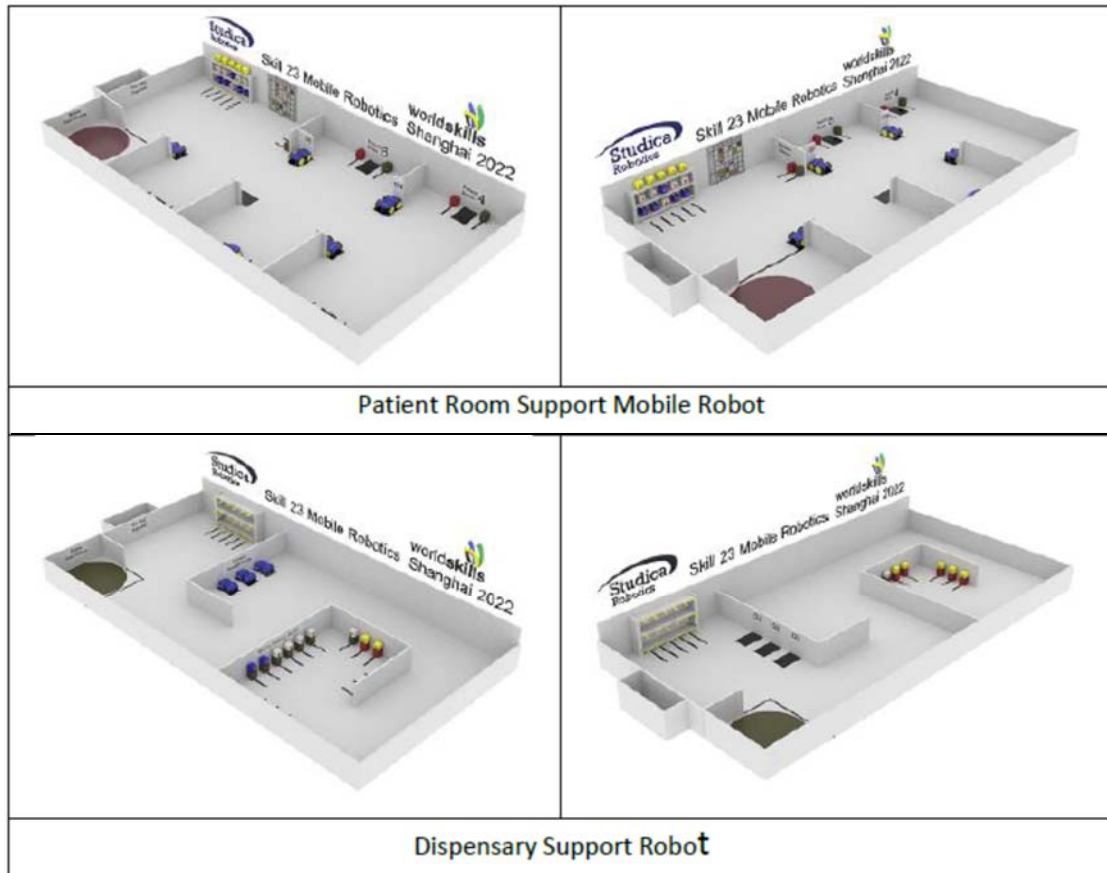 Studica
Robotics
Skill 23 Mobile Robotics
worldskills
Shanghai 2022
4
Studica
Robotics
Skill 23 Mobile Robotics
worldskills
Shanghai 2022
Patient Room Support Mobile Robot
Studica
Robotics
Skill 23 Mobile Robotics
worldskills
Shanghai 2022
Studica
Robotics
Skill 23 Mobile Robotics
worldskills
Shanghai 2022
Dispensary Support Robot